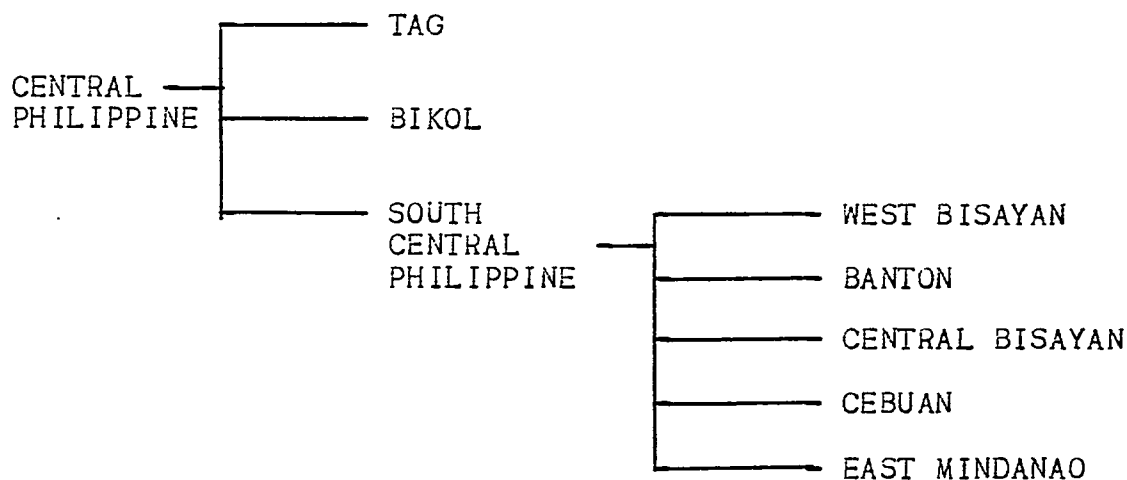 TAG
CENTRAL
PHILIPPINE
BIKOL
SOUTH
CENTRAL
PHILIPPINE
WEST BISAYAN
BANTON
CENTRAL BISAYAN
CEBUAN
EAST MINDANAO